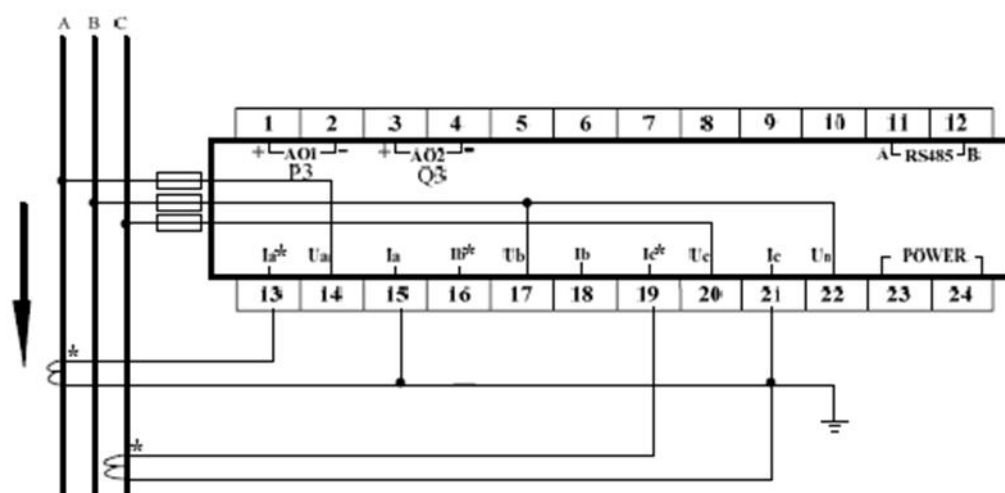 A B C
1 2 3 4 5 6 7 8 9 10 11 12
+ AO1 - + AO2 - A RS485 B
P3 Q3
Ia* Ua Ia Ib* Ub Ib Ic* Uc Ic Un POWER
13 14 15 16 17 18 19 20 21 22 23 24
*
*